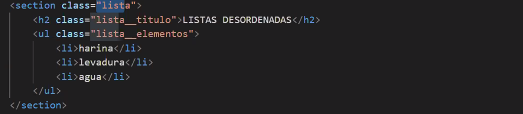 <section class="lista">
<h2 class="lista__titulo">LISTAS DESORDENADAS</h2>
<ul class="lista__elementos">
<li>harina</li>
<li>levadura</li>
<li>agua</li>
</ul>
</section>